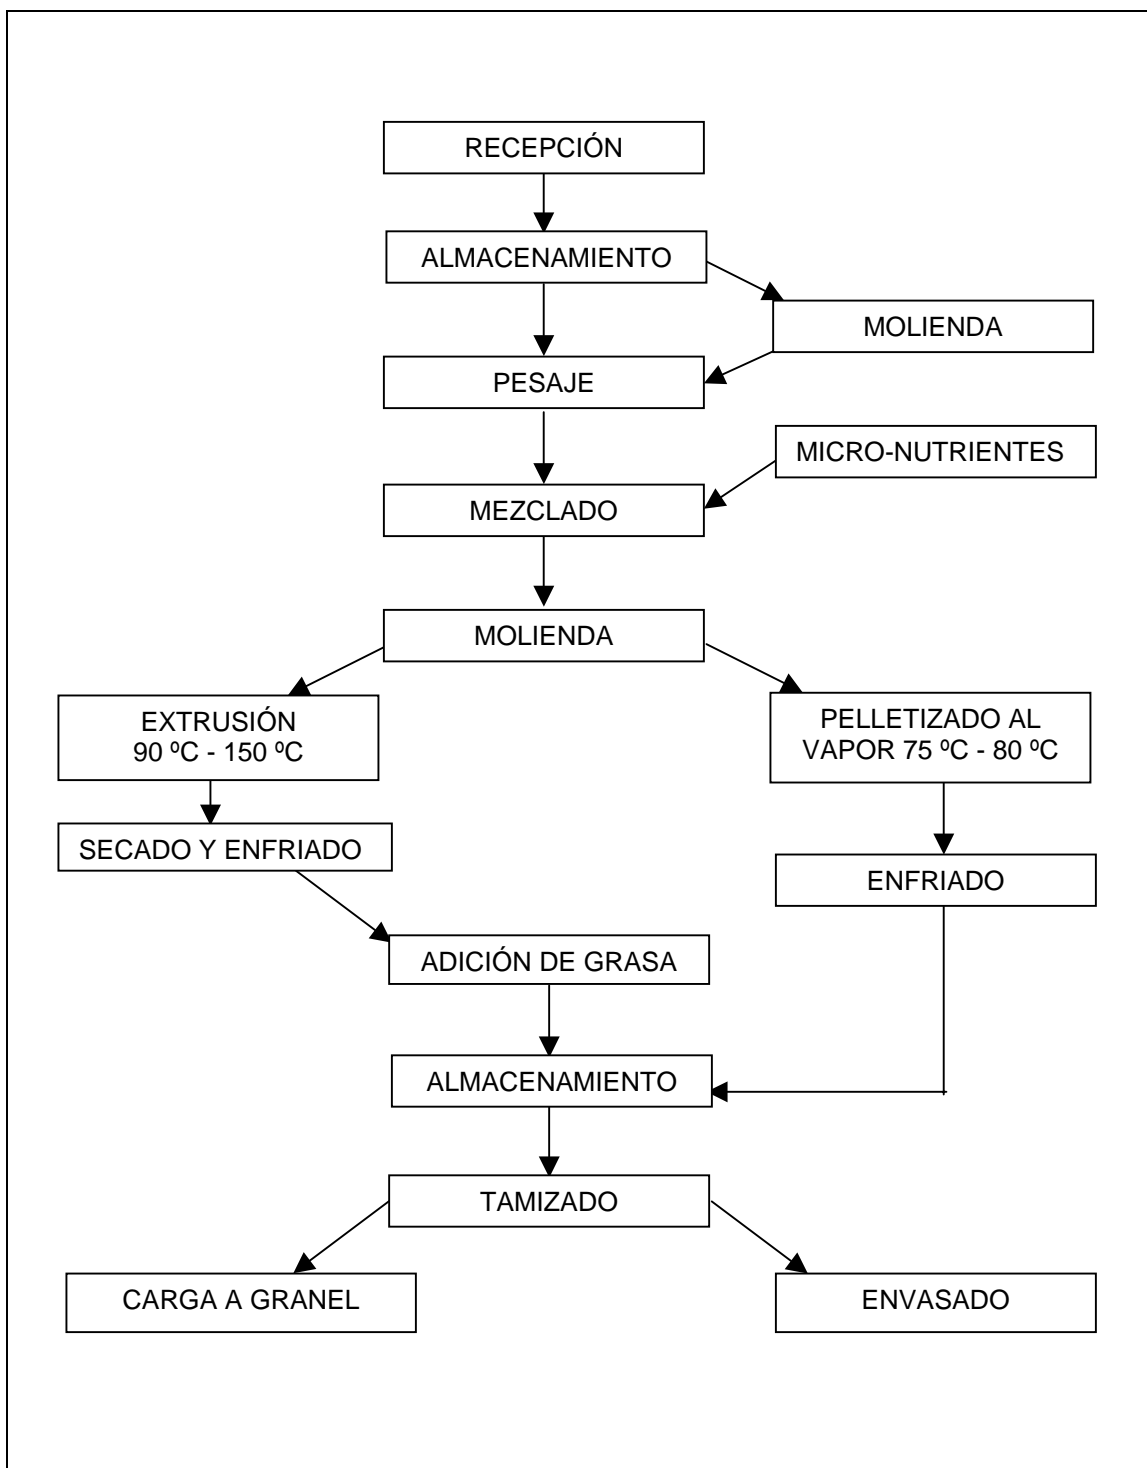 RECEPCIÓN
ALMACENAMIENTO
MOLIENDA
PESAJE
MICRO-NUTRIENTES
MEZCLADO
MOLIENDA
EXTRUSIÓN
90 ºC - 150 ºC
PELLETIZADO AL
VAPOR 75 ºC - 80 ºC
SECADO Y ENFRIADO
ENFRIADO
ADICIÓN DE GRASA
ALMACENAMIENTO
TAMIZADO
CARGA A GRANEL
ENVASADO